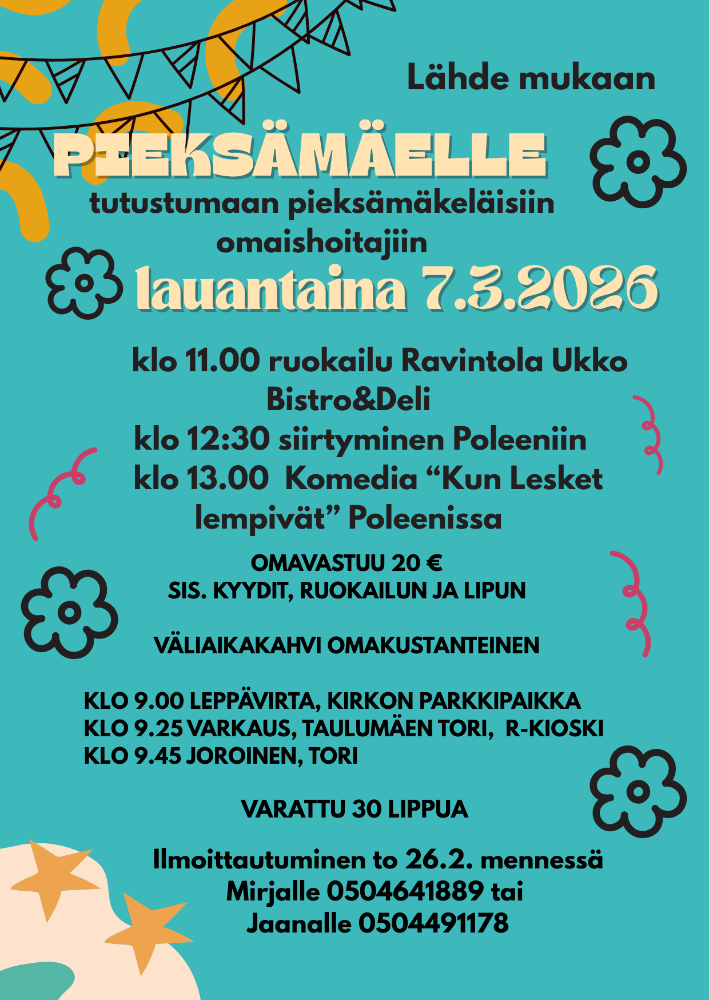 Lähde mukaan
PIEKSÄMÄELLE
tutustumaan pieksämäkeläisiin
omaishoitajiin
lauantaina 7.3.2026
klo 11.00 ruokailu Ravintola Ukko
Bistro&Deli
klo 12:30 siirtyminen Poleeniin
klo 13.00 Komedia “Kun Lesket
lempivät” Poleenissa
OMAVASTUU 20 €
SIS. KYYDIT, RUOKAILUN JA LIPUN
VÄLIAIKAKAHVI OMAKUSTANTEINEN
KLO 9.00 LEPPÄVIRTA, KIRKON PARKKIPAIKKA
KLO 9.25 VARKAUS, TAULUMÄEN TORI, R-KIOSKI
KLO 9.45 JOROINEN, TORI
VARATTU 30 LIPPUA
Ilmoittautuminen to 26.2. mennessä
Mirjalle 0504641889 tai
Jaanalle 0504491178